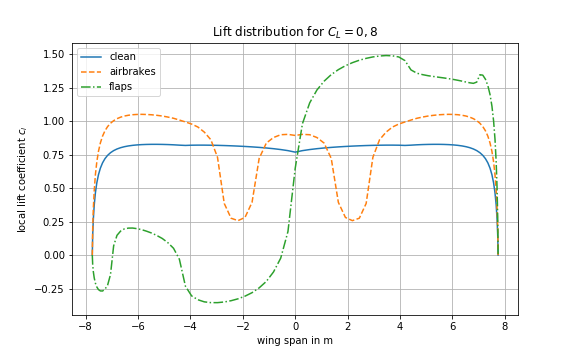 Lift distribution for C_L = 0, 8
clean
airbrakes
flaps
local lift coefficient c_l
1.50
1.25
1.00
0.75
0.50
0.25
0.00
−0.25
−8 −6 −4 −2 0 2 4 6 8
wing span in m